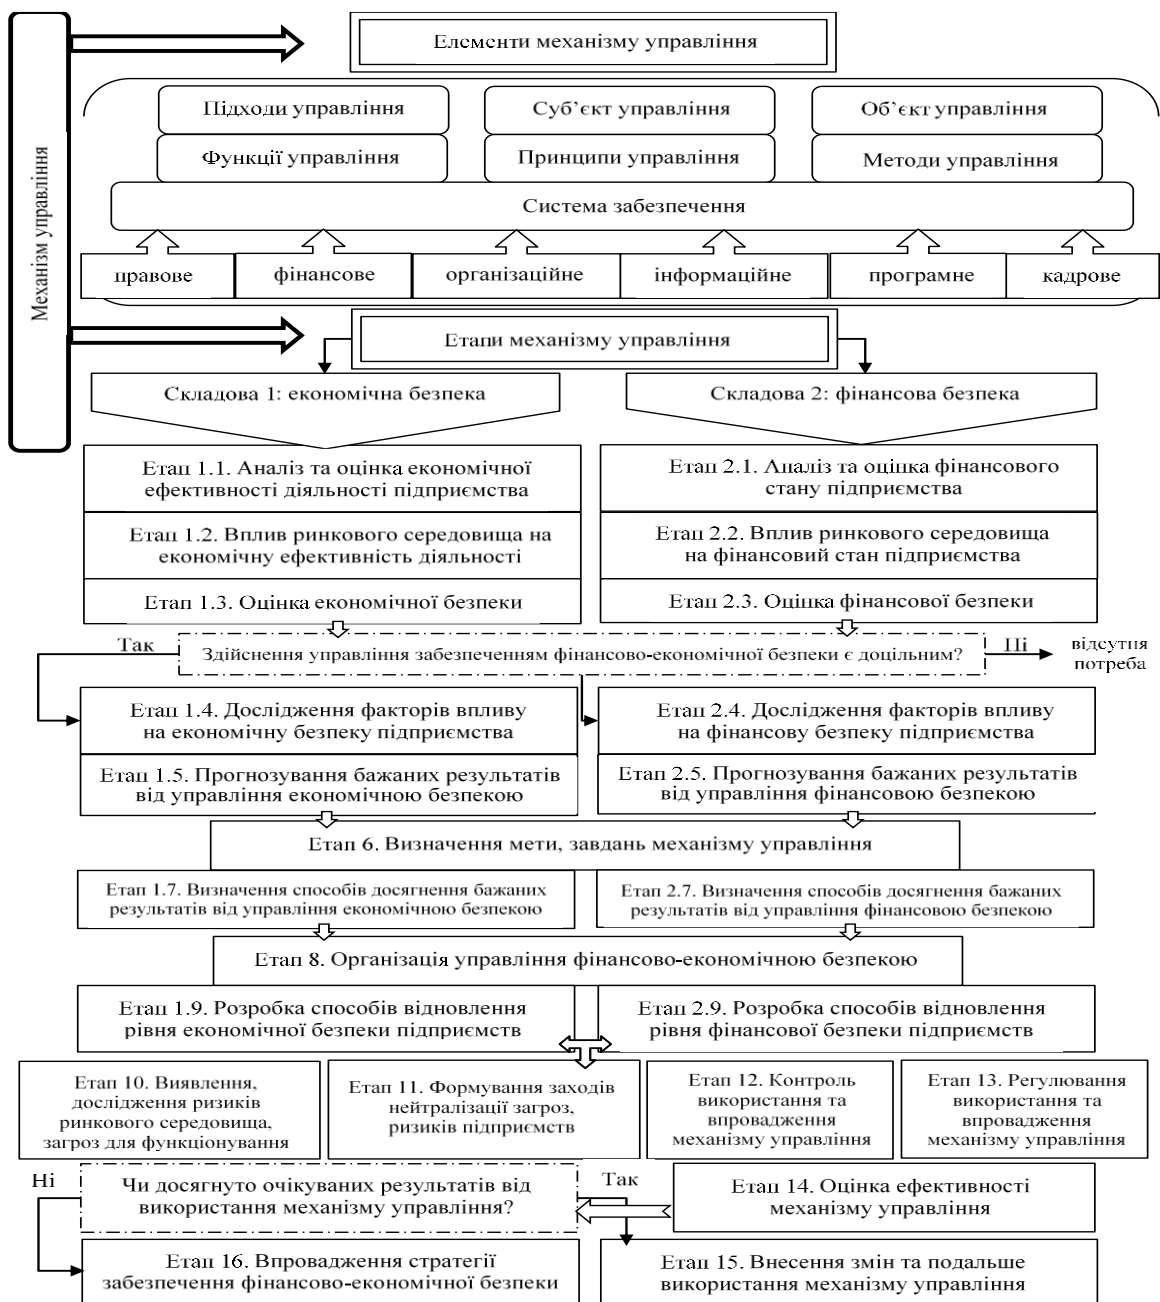 Механізм управління
Елементи механізму управління
Підходи управління
Суб’єкт управління
Об’єкт управління
Функції управління
Принципи управління
Методи управління
Система забезпечення
правове
фінансове
організаційне
інформаційне
програмне
кадрове
Етапи механізму управління
Складова 1: економічна безпека
Складова 2: фінансова безпека
Етап 1.1. Аналіз та оцінка економічної
ефективності діяльності підприємства
Етап 2.1. Аналіз та оцінка фінансового
стану підприємства
Етап 1.2. Вплив ринкового середовища на
економічну ефективність діяльності
Етап 2.2. Вплив ринкового середовища
на фінансовий стан підприємства
Етап 1.3. Оцінка економічної безпеки
Етап 2.3. Оцінка фінансової безпеки
Так
Здійснення управління забезпеченням фінансово-економічної безпеки є доцільним?
Ні
відсутня
потреба
Етап 1.4. Дослідження факторів впливу
на економічну безпеку підприємства
Етап 2.4. Дослідження факторів впливу
на фінансову безпеку підприємства
Етап 1.5. Прогнозування бажаних результатів
від управління економічною безпекою
Етап 2.5. Прогнозування бажаних результатів
від управління фінансовою безпекою
Етап 6. Визначення мети, завдань механізму управління
Етап 1.7. Визначення способів досягнення бажаних
результатів від управління економічною безпекою
Етап 2.7. Визначення способів досягнення бажаних
результатів від управління фінансовою безпекою
Етап 8. Організація управління фінансово-економічною безпекою
Етап 1.9. Розробка способів відновлення
рівня економічної безпеки підприємств
Етап 2.9. Розробка способів відновлення
рівня фінансової безпеки підприємств
Етап 10. Виявлення,
дослідження ризиків
ринкового середовища,
загроз для функціонування
Етап 11. Формування заходів
нейтралізації загроз,
ризиків підприємств
Етап 12. Контроль
використання та
впровадження
механізму управління
Етап 13. Регулювання
використання та
впровадження
механізму управління
Ні
Чи досягнуто очікуваних результатів від
використання механізму управління?
Так
Етап 14. Оцінка ефективності
механізму управління
Етап 16. Впровадження стратегії
забезпечення фінансово-економічної безпеки
Етап 15. Внесення змін та подальше
використання механізму управління